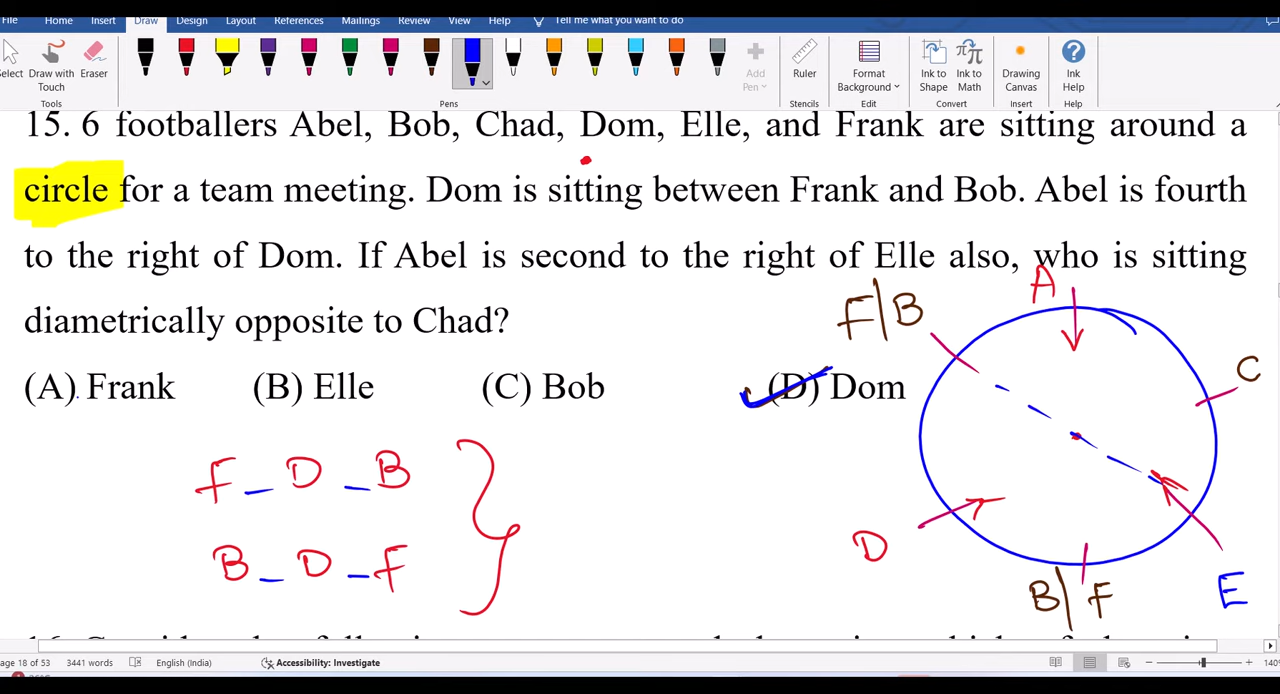 File Home Insert Draw Design Layout References Mailings Review View Help Tell me what you want to do
Select Draw with Touch Eraser Add Pen Ruler Format Background Ink to Shape Ink to Math Drawing Canvas Ink Help
Tools Pens Stencils Edit Convert Insert Help
15. 6 footballers Abel, Bob, Chad, Dom, Elle, and Frank are sitting around a
circle for a team meeting. Dom is sitting between Frank and Bob. Abel is fourth
to the right of Dom. If Abel is second to the right of Elle also, who is sitting
diametrically opposite to Chad?
(A) Frank (B) Elle (C) Bob (D) Dom
A
F|B
C
F_D_B
D
B_D_F
B|F
E
Page 18 of 53 3441 words English (India) Accessibility: Investigate